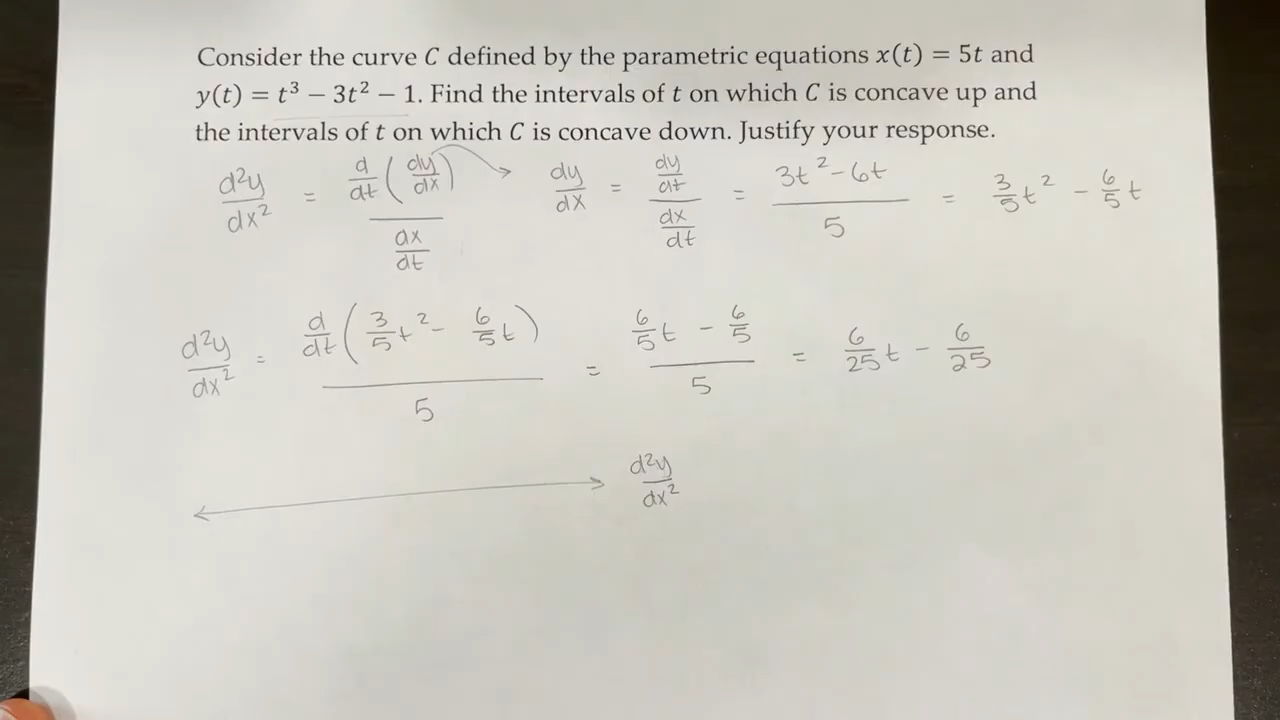 Consider the curve C defined by the parametric equations x(t) = 5t and
y(t) = t³ − 3t² − 1. Find the intervals of t on which C is concave up and
the intervals of t on which C is concave down. Justify your response.
d²y/dx² = (d/dt (dy/dx))/(dx/dt) → dy/dx = (dy/dt)/(dx/dt) = (3t² − 6t)/5 = 3/5 t² − 6/5 t
d²y/dx² = (d/dt (3/5 t² − 6/5 t))/5 = (6/5 t − 6/5)/5 = 6/25 t − 6/25
d²y/dx²